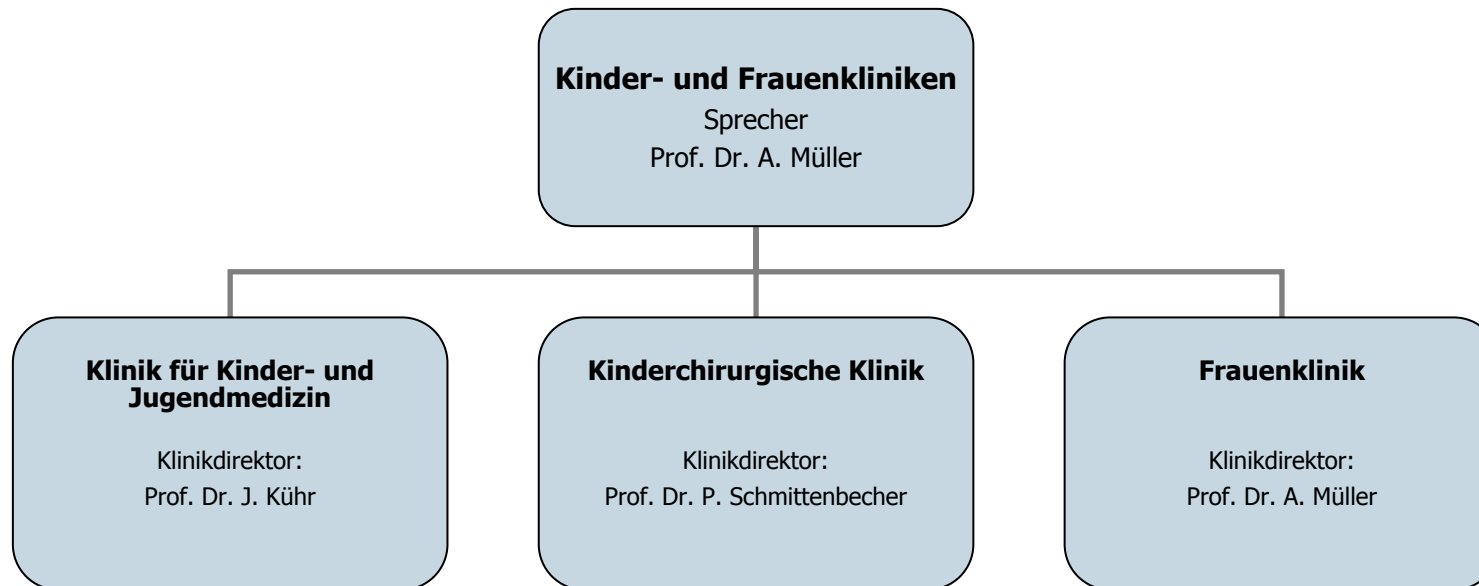 Kinder- und Frauenkliniken
Sprecher
Prof. Dr. A. Müller
Klinik für Kinder- und
Jugendmedizin
Klinikdirektor:
Prof. Dr. J. Kühr
Kinderchirurgische Klinik
Klinikdirektor:
Prof. Dr. P. Schmittenbecher
Frauenklinik
Klinikdirektor:
Prof. Dr. A. Müller